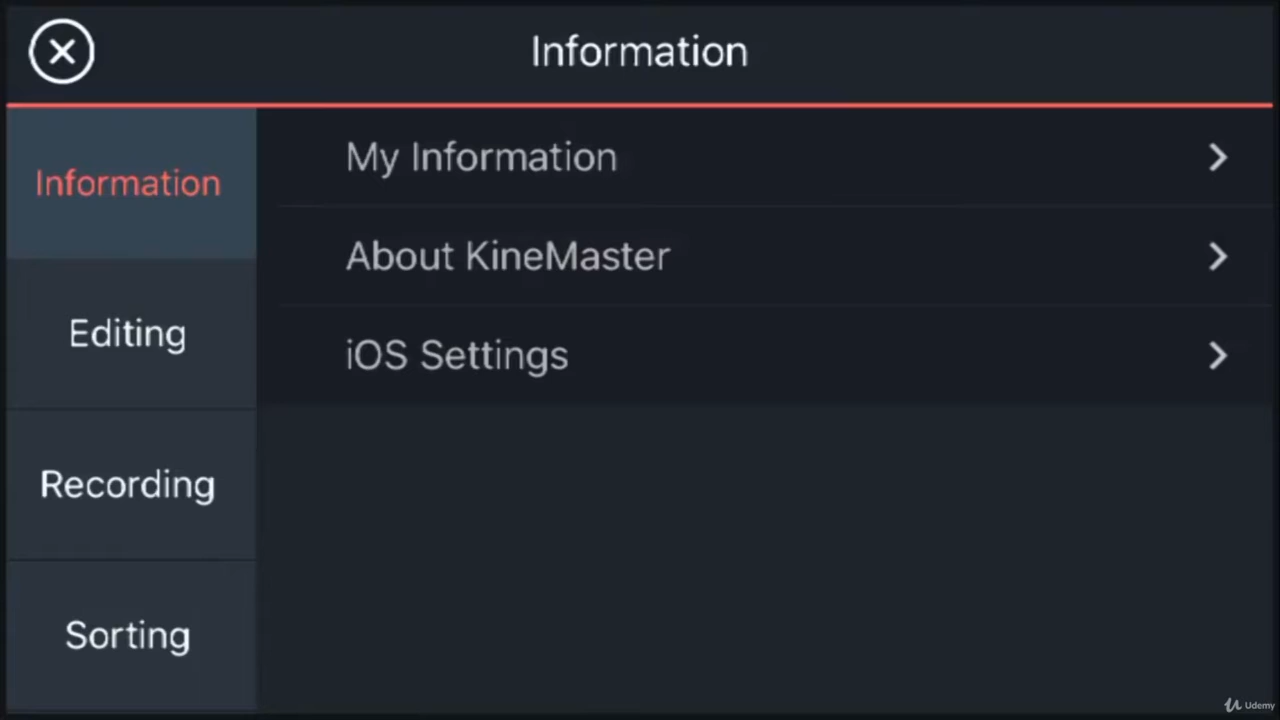 Information
Information
My Information
About KineMaster
iOS Settings
Editing
Recording
Sorting
Udemy